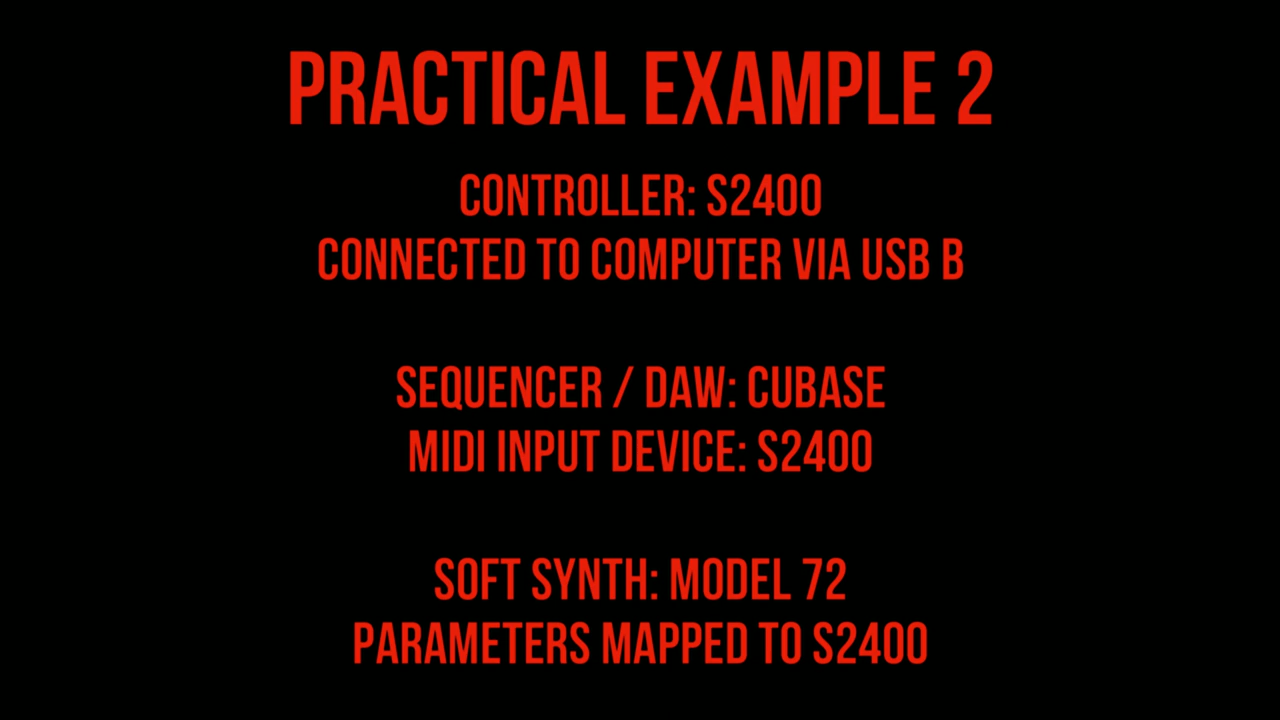 PRACTICAL EXAMPLE 2
CONTROLLER: S2400
CONNECTED TO COMPUTER VIA USB B
SEQUENCER / DAW: CUBASE
MIDI INPUT DEVICE: S2400
SOFT SYNTH: MODEL 72
PARAMETERS MAPPED TO S2400